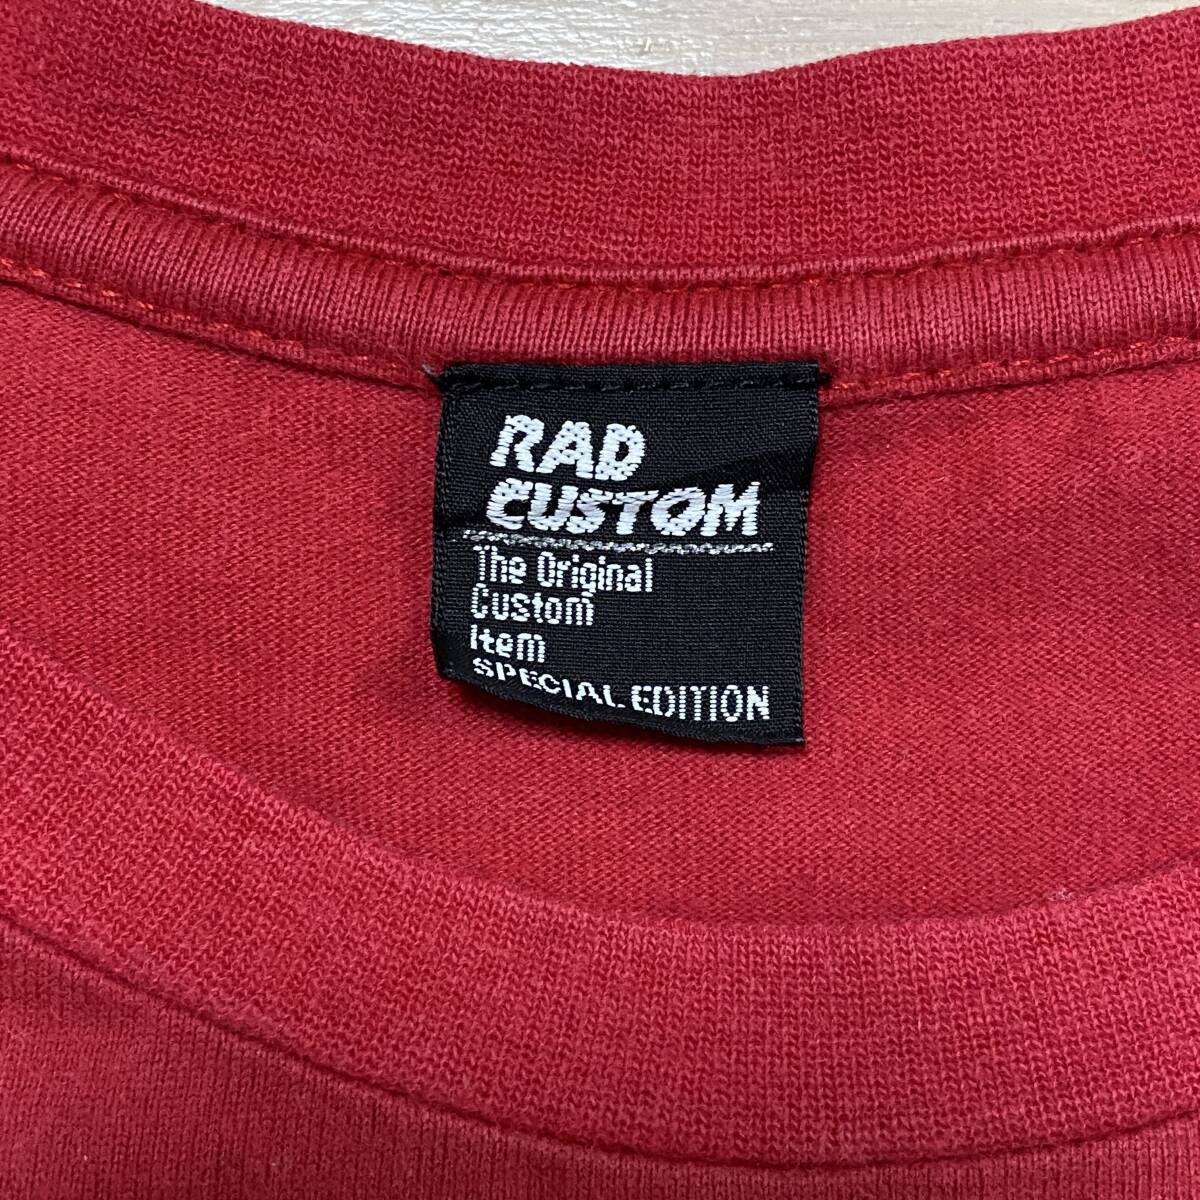 RAD
CUSTOM
The Original
Custom
Item
SPECIAL EDITION